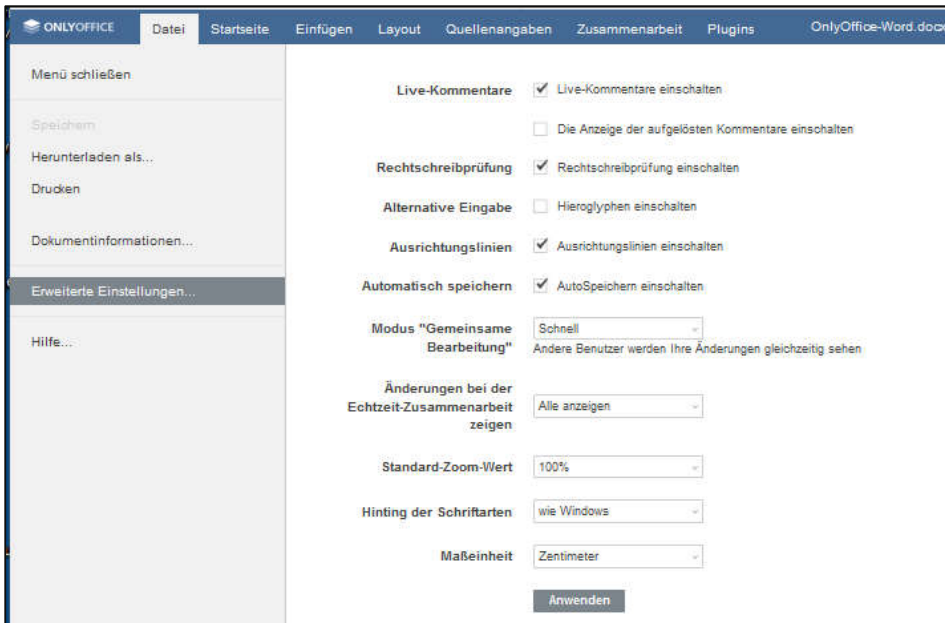 ONLYOFFICE Datei Startseite Einfügen Layout Quellenangaben Zusammenarbeit Plugins OnlyOffice-Word.docx
Menü schließen
Speichern
Herunterladen als...
Drucken
Dokumentinformationen...
Erweiterte Einstellungen...
Hilfe...
Live-Kommentare Live-Kommentare einschalten
Die Anzeige der aufgelösten Kommentare einschalten
Rechtschreibprüfung Rechtschreibprüfung einschalten
Alternative Eingabe Hieroglyphen einschalten
Ausrichtungslinien Ausrichtungslinien einschalten
Automatisch speichern AutoSpeichern einschalten
Modus "Gemeinsame Schnell
Bearbeitung" Andere Benutzer werden Ihre Änderungen gleichzeitig sehen
Änderungen bei der
Echtzeit-Zusammenarbeit Alle anzeigen
zeigen
Standard-Zoom-Wert 100%
Hinting der Schriftarten wie Windows
Maßeinheit Zentimeter
Anwenden